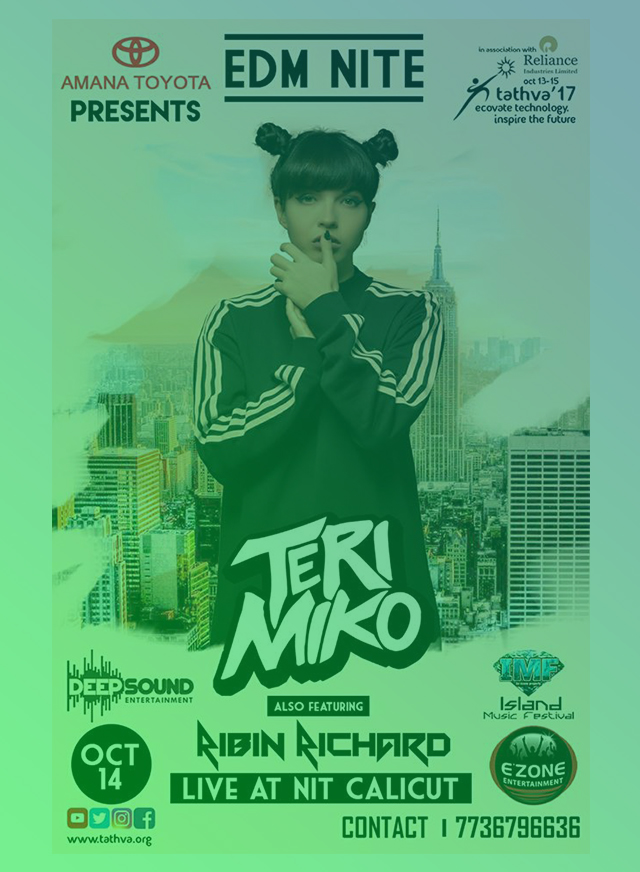 AMANA TOYOTA
PRESENTS
EDM NITE
in association with
Reliance
Industries Limited
oct 13-15
tathva'17
ecovate technology.
inspire the future
TERI
MIKO
DEEPSOUND
ENTERTAINMENT
ALSO FEATURING
RIBIN RICHARD
LIVE AT NIT CALICUT
IMF
Island
Music Festival
OCT
14
E'ZONE
ENTERTAINMENT
www.tathva.org
CONTACT I 7736796636